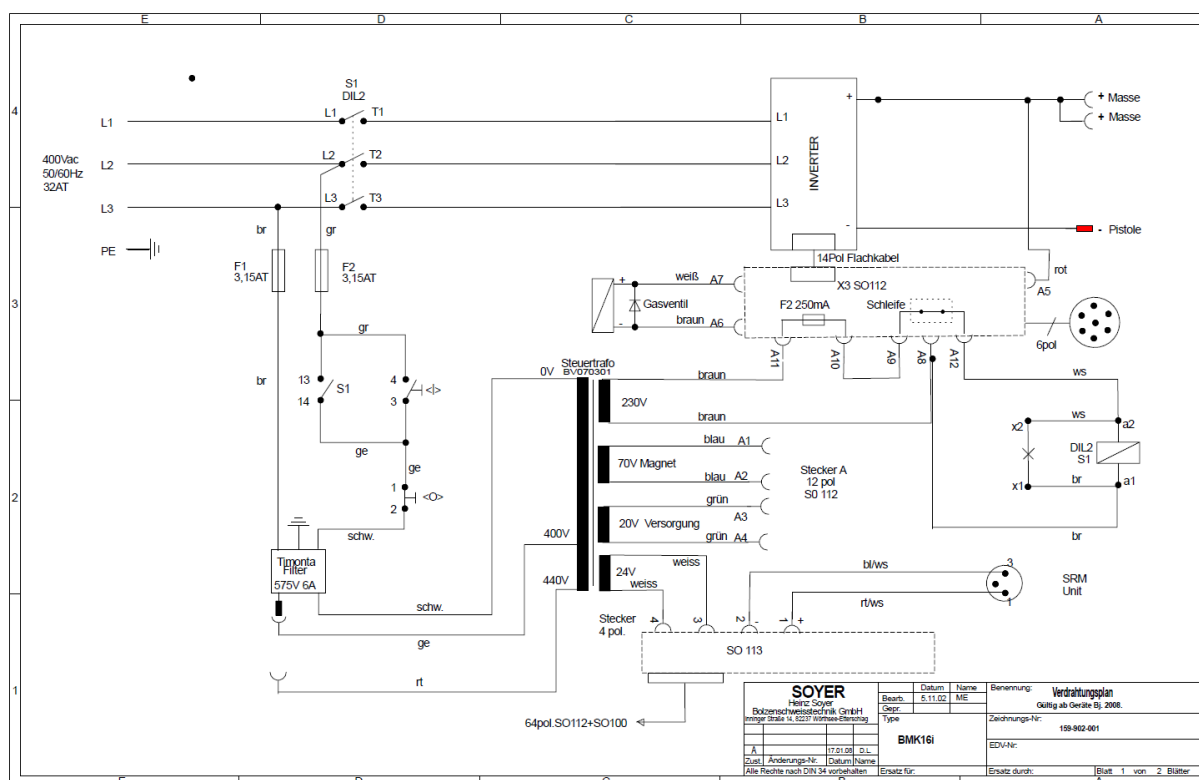 E D C B A
4
S1
DIL2
L1 L1 T1 L1
+
+ Masse
+ Masse
400Vac
50/60Hz
32AT
L2 L2 T2 L2
INVERTER
L3 L3 T3 L3
PE
br gr
- - Pistole
14Pol Flachkabel
rot
3
F1
3,15AT
F2
3,15AT
+ weiß A7
X3 SO112
A5
Gasventil
F2 250mA
Schleife
- braun A6
6pol
gr
A11 A10 A9 A8 A12
br
13
14
S1
4
3
<I>
0V
Steuertrafo
BV070301
braun
ws
230V
braun
ws
x2 a2
DIL2
S1
x1 br a1
ge
ge
blau A1
70V Magnet
blau A2
Stecker A
12 pol
S0 112
2
1
2
<O>
grün
A3
20V Versorgung
grün A4
br
schw.
400V
Timonta
Filter
575V 6A
24V
weiss
weiss
440V
bl/ws
3
SRM
Unit
rt/ws
1
schw.
Stecker
4 pol.
4 3 2 - 1 +
ge
SO 113
1
rt
64pol.SO112+SO100
SOYER
Heinz Soyer
Bolzenschweisstechnik GmbH
Inninger Straße 14, 82237 Wörthsee-Etterschlag
Datum Name
Bearb. 5.11.02 ME
Gepr.
Benennung: Verdrahtungsplan
Gültig ab Geräte Bj. 2008.
Type
BMK16i
Zeichnungs-Nr:
159-902-001
EDV-Nr:
A 17.01.08 D.L.
Zust. Änderungs-Nr. Datum Name
Alle Rechte nach DIN 34 vorbehalten
Ersatz für:
Ersatz durch:
Blatt 1 von 2 Blätter